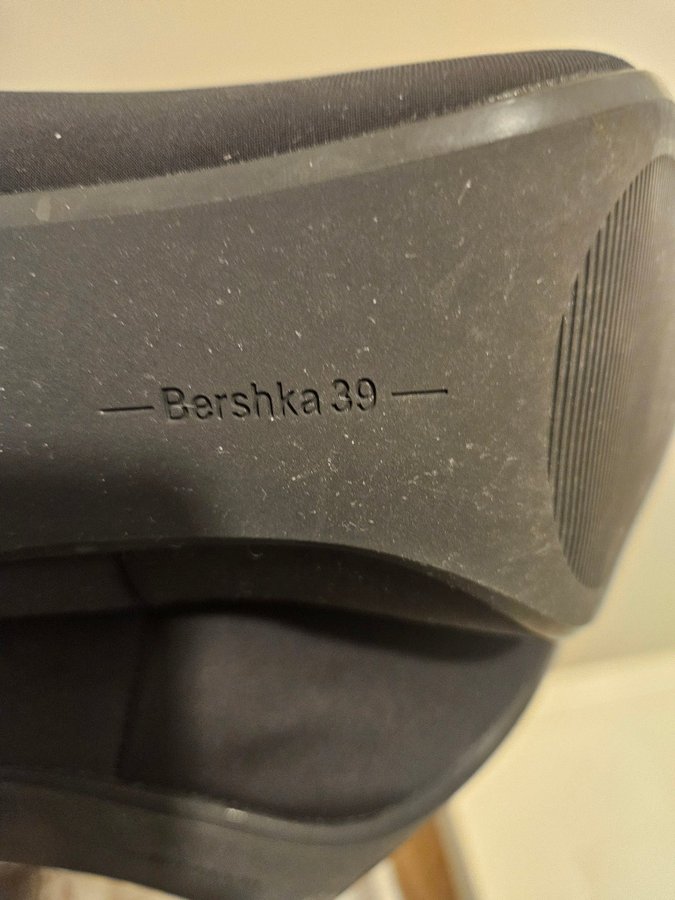 — Bershka 39 —